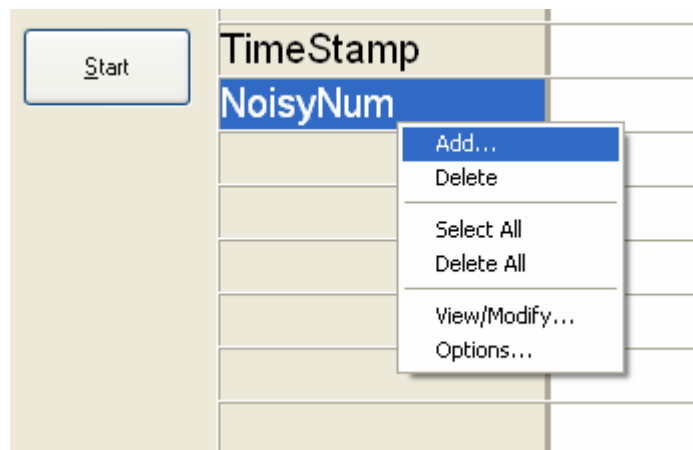 Start
TimeStamp
NoisyNum
Add...
Delete
Select All
Delete All
View/Modify...
Options...